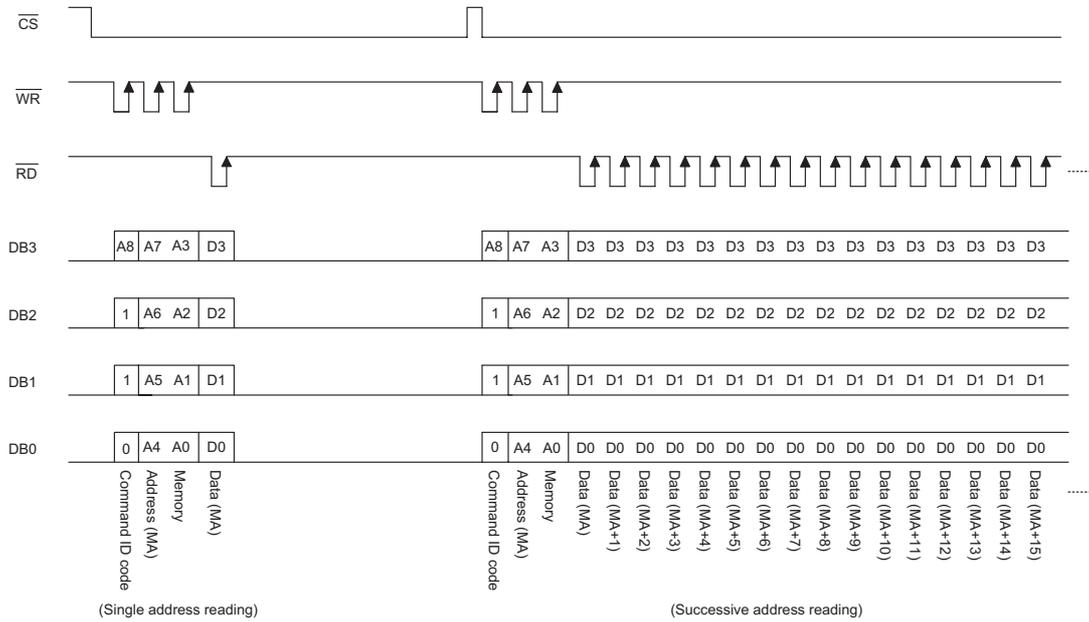 CS
WR
RD
DB3 A8 A7 A3 D3 A8 A7 A3 D3 D3 D3 D3 D3 D3 D3 D3 D3 D3 D3 D3 D3 D3 D3 D3
DB2 1 A6 A2 D2 1 A6 A2 D2 D2 D2 D2 D2 D2 D2 D2 D2 D2 D2 D2 D2 D2 D2 D2
DB1 1 A5 A1 D1 1 A5 A1 D1 D1 D1 D1 D1 D1 D1 D1 D1 D1 D1 D1 D1 D1 D1 D1
DB0 0 A4 A0 D0 0 A4 A0 D0 D0 D0 D0 D0 D0 D0 D0 D0 D0 D0 D0 D0 D0 D0 D0
Command ID code
Address (MA)
Memory
Data (MA)
Command ID code
Address (MA)
Memory
Data (MA)
Data (MA+1)
Data (MA+2)
Data (MA+3)
Data (MA+4)
Data (MA+5)
Data (MA+6)
Data (MA+7)
Data (MA+8)
Data (MA+9)
Data (MA+10)
Data (MA+11)
Data (MA+12)
Data (MA+13)
Data (MA+14)
Data (MA+15)
(Single address reading)
(Successive address reading)